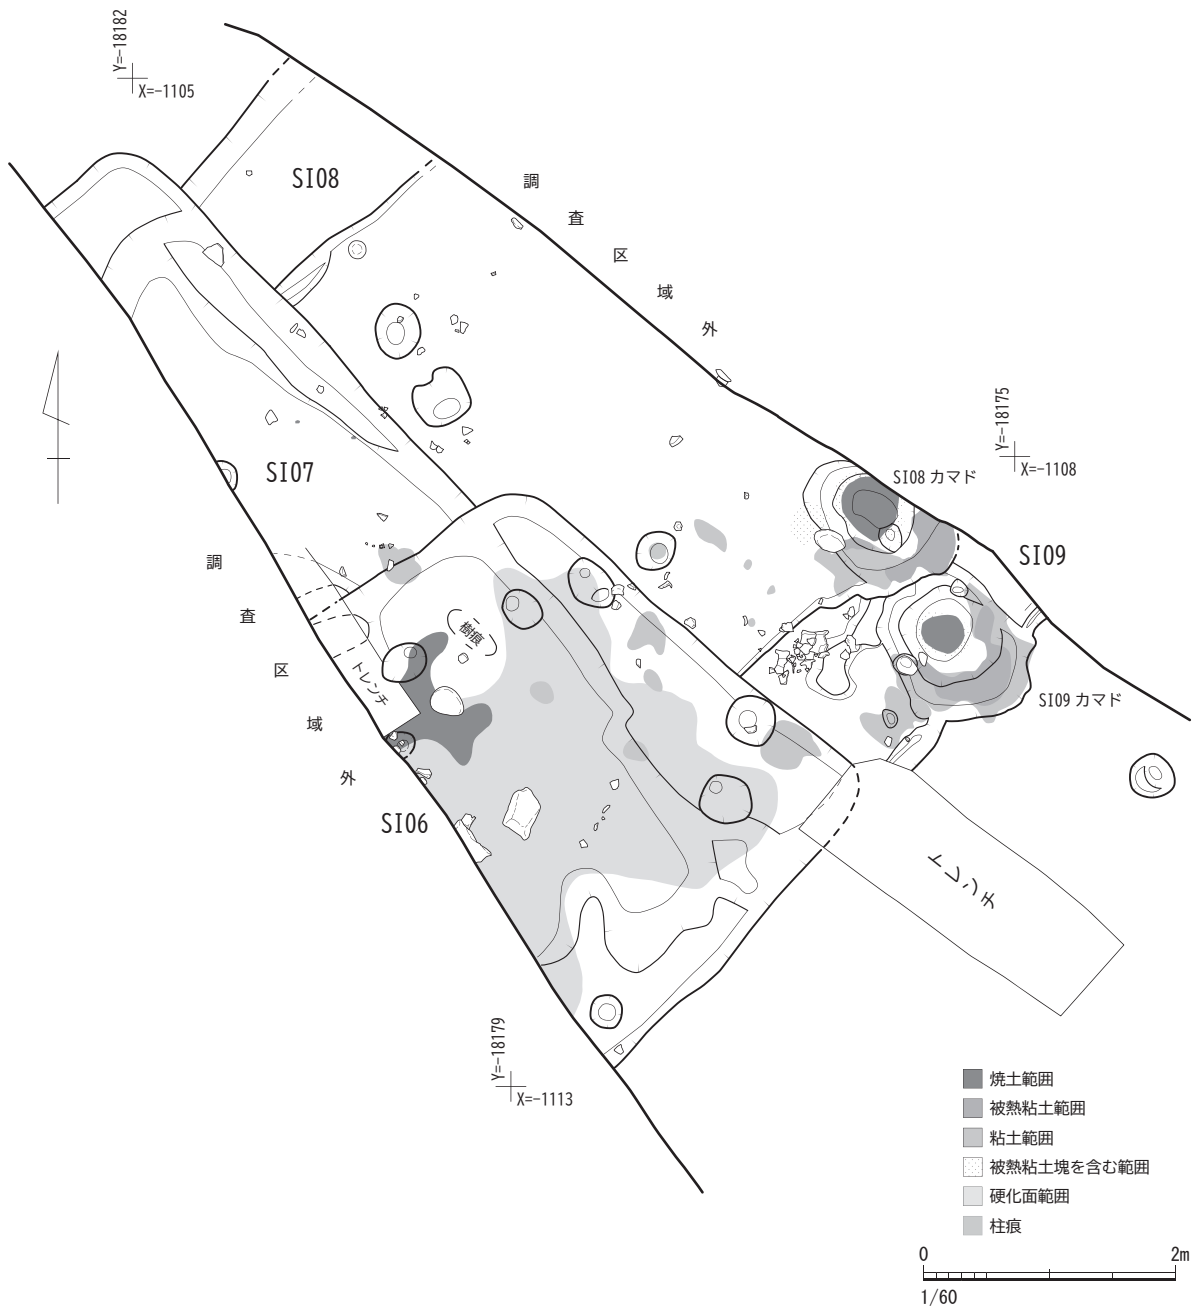 Y=-18182
X=-1105
SI08
調査区域外
Y=-18175
X=-1108
SI08 カマド
SI07
SI09
調査区域外
樹痕
トレンチ
SI09 カマド
SI06
トレンチ
Y=-18179
X=-1113
焼土範囲
被熱粘土範囲
粘土範囲
被熱粘土塊を含む範囲
硬化面範囲
柱痕
0 2m
1/60